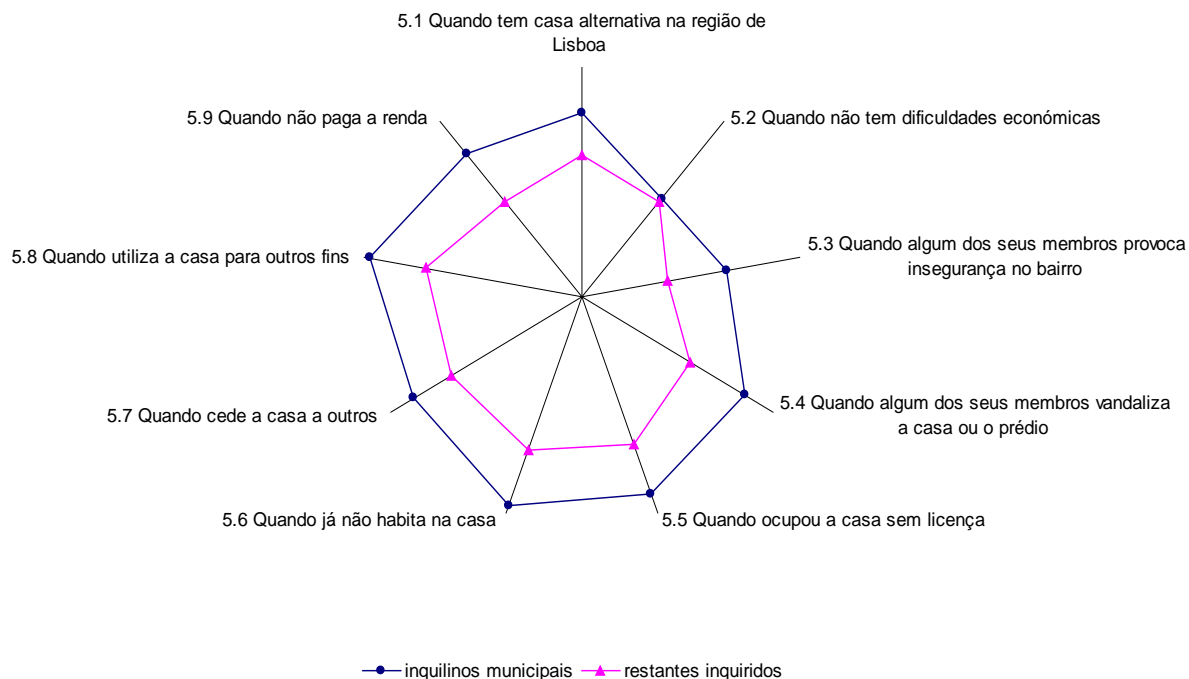 5.1 Quando tem casa alternativa na região de
Lisboa
5.9 Quando não paga a renda
5.2 Quando não tem dificuldades económicas
5.8 Quando utiliza a casa para outros fins
5.3 Quando algum dos seus membros provoca
insegurança no bairro
5.7 Quando cede a casa a outros
5.4 Quando algum dos seus membros vandaliza
a casa ou o prédio
5.6 Quando já não habita na casa
5.5 Quando ocupou a casa sem licença
inquilinos municipais
restantes inquiridos